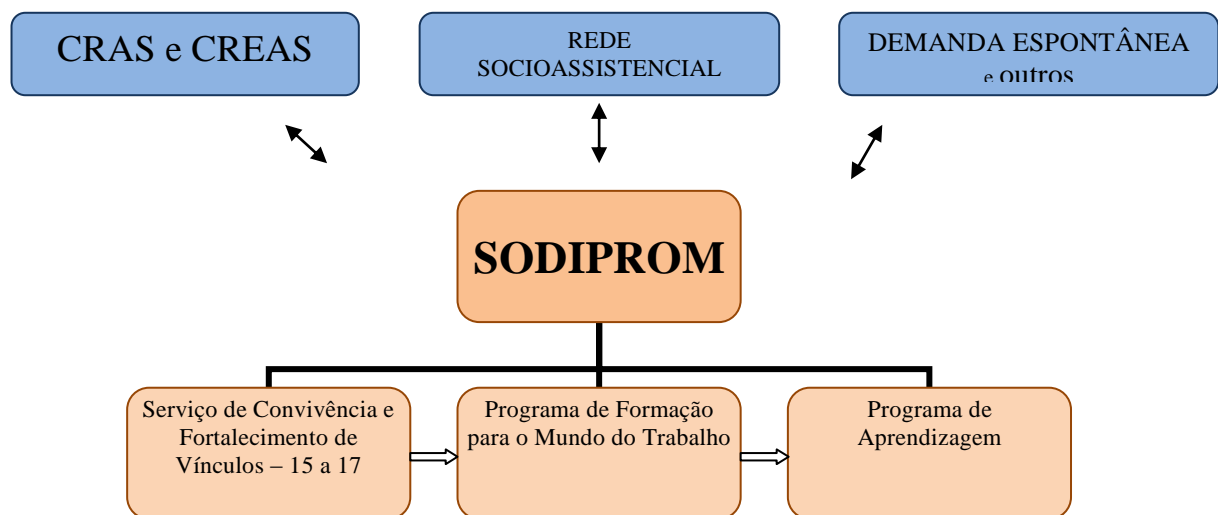 CRAS e CREAS
REDE
SOCIOASSISTENCIAL
DEMANDA ESPONTÂNEA
e outros
SODIPROM
Serviço de Convivência e
Fortalecimento de
Vínculos – 15 a 17
Programa de Formação
para o Mundo do Trabalho
Programa de
Aprendizagem